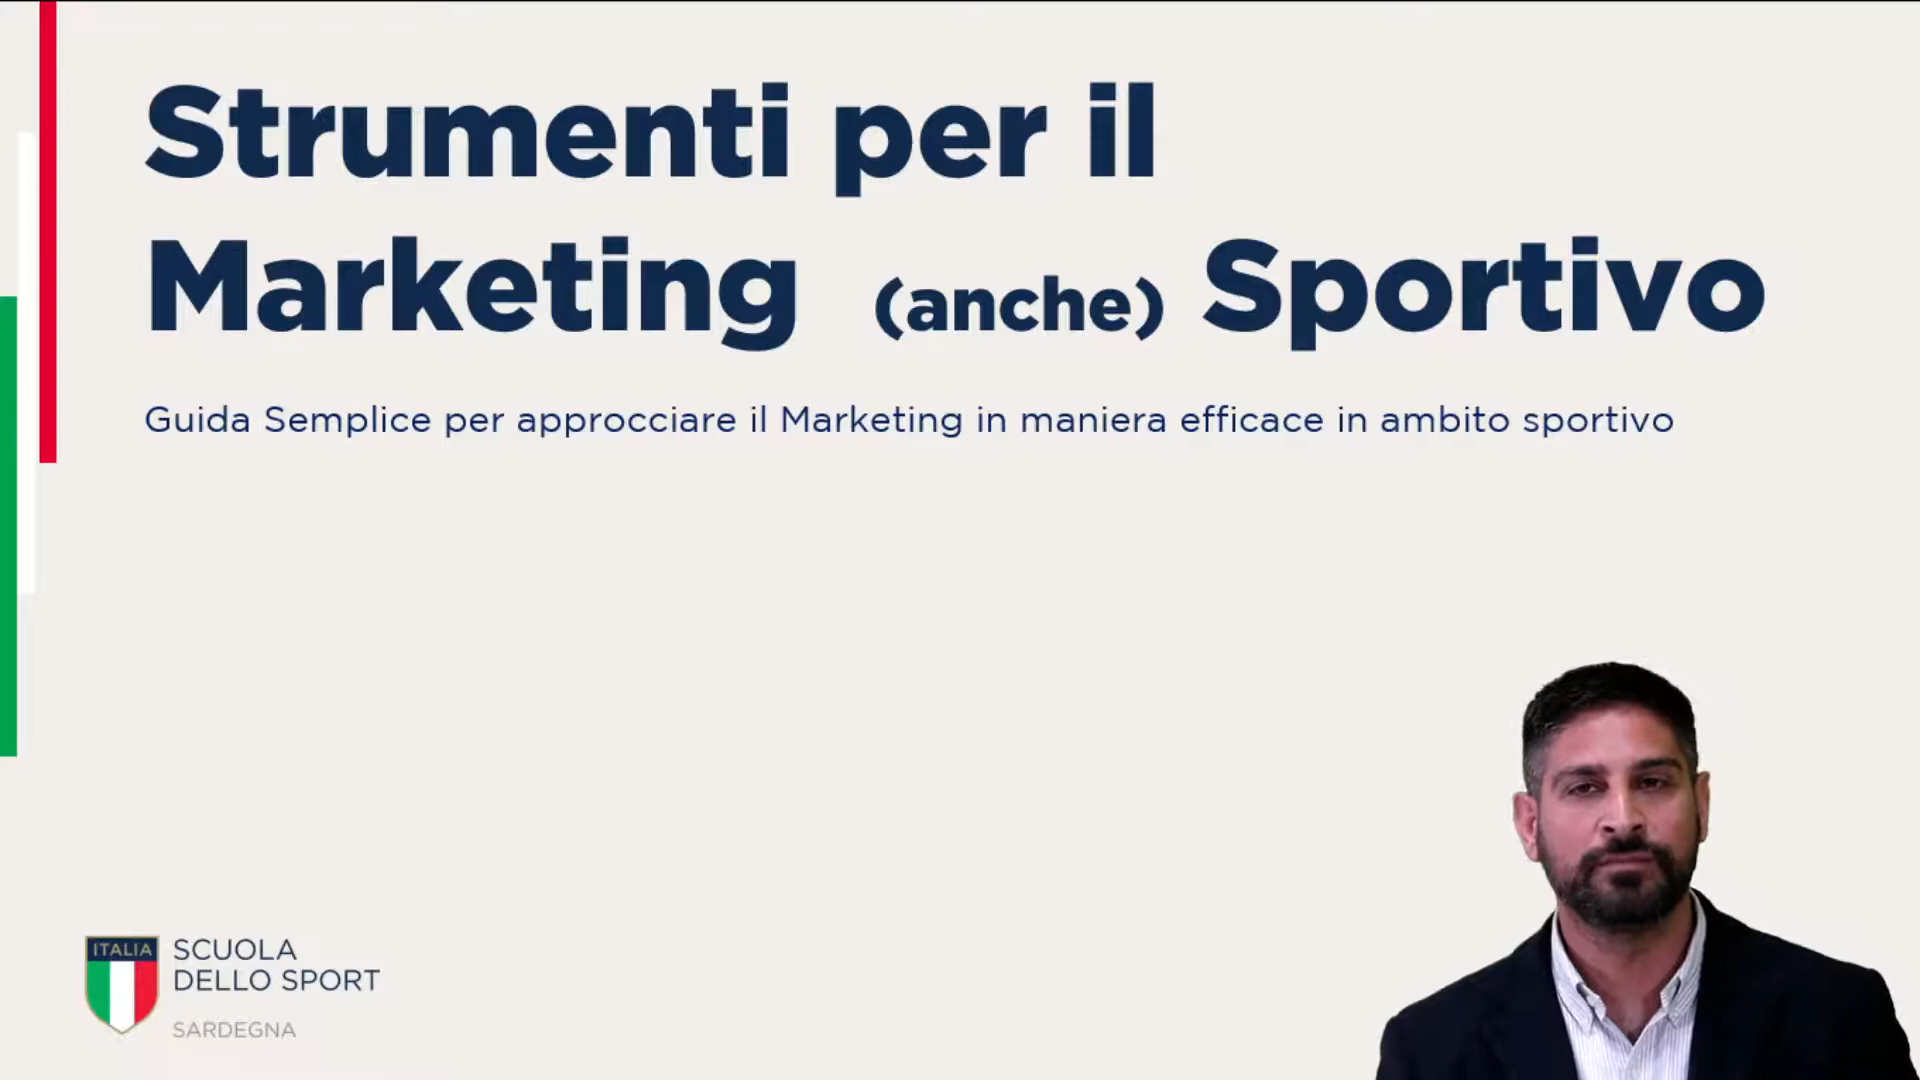 Strumenti per il
Marketing (anche) Sportivo
Guida Semplice per approcciare il Marketing in maniera efficace in ambito sportivo
ITALIA
SCUOLA
DELLO SPORT
SARDEGNA